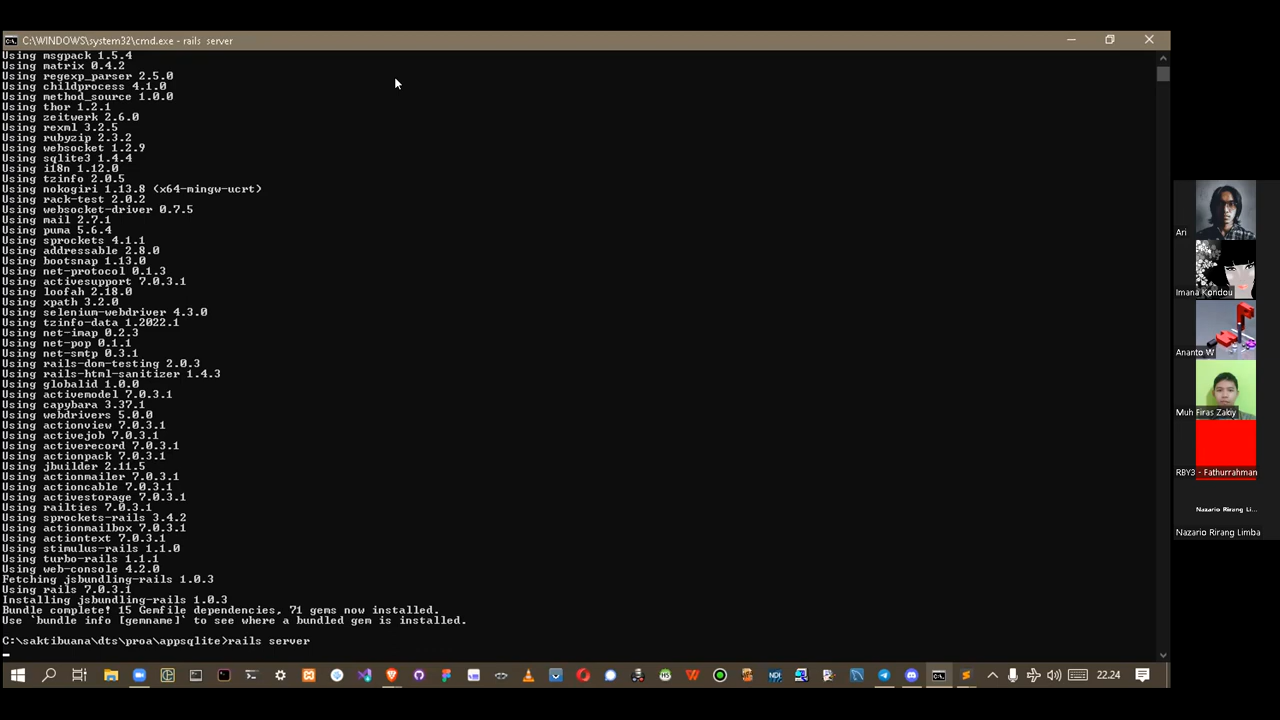 C:\WINDOWS\system32\cmd.exe - rails  server
Using msgpack 1.5.4
Using matrix 0.4.2
Using regexp_parser 2.5.0
Using childprocess 4.1.0
Using method_source 1.0.0
Using thor 1.2.1
Using zeitwerk 2.6.0
Using rexml 3.2.5
Using rubyzip 2.3.2
Using websocket 1.2.9
Using sqlite3 1.4.4
Using i18n 1.12.0
Using tzinfo 2.0.5
Using nokogiri 1.13.8 (x64-mingw-ucrt)
Using rack-test 2.0.2
Using websocket-driver 0.7.5
Using mail 2.7.1
Using puma 5.6.4
Using sprockets 4.1.1
Using addressable 2.8.0
Using bootsnap 1.13.0
Using net-protocol 0.1.3
Using activesupport 7.0.3.1
Using loofah 2.18.0
Using xpath 3.2.0
Using selenium-webdriver 4.3.0
Using tzinfo-data 1.2022.1
Using net-imap 0.2.3
Using net-pop 0.1.1
Using net-smtp 0.3.1
Using rails-dom-testing 2.0.3
Using rails-html-sanitizer 1.4.3
Using globalid 1.0.0
Using activemodel 7.0.3.1
Using capybara 3.37.1
Using webdrivers 5.0.0
Using actionview 7.0.3.1
Using activejob 7.0.3.1
Using activerecord 7.0.3.1
Using actionpack 7.0.3.1
Using jbuilder 2.11.5
Using actionmailer 7.0.3.1
Using actioncable 7.0.3.1
Using activestorage 7.0.3.1
Using railties 7.0.3.1
Using sprockets-rails 3.4.2
Using actionmailbox 7.0.3.1
Using actiontext 7.0.3.1
Using stimulus-rails 1.1.0
Using turbo-rails 1.1.1
Using web-console 4.2.0
Fetching jsbundling-rails 1.0.3
Using rails 7.0.3.1
Installing jsbundling-rails 1.0.3
Bundle complete! 15 Gemfile dependencies, 71 gems now installed.
Use `bundle info [gemname]` to see where a bundled gem is installed.
C:\saktibuana\dts\proa\appsqlite>rails server
Ari
Imana Kondou
Ananto W
Muh Firas Zakiy
RBY3 - Fathurrahman
Nazario Rirang Li...
Nazario Rirang Limba
22.24